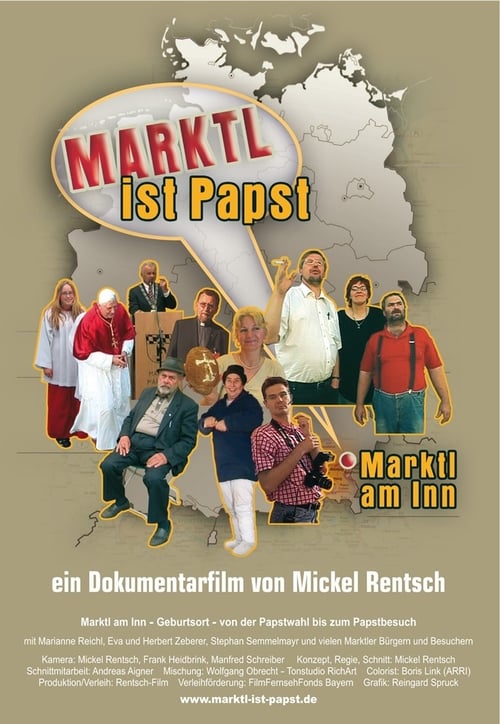 MARKTL
ist Papst
Marktl
am Inn
ein Dokumentarfilm von Mickel Rentsch
Marktl am Inn - Geburtsort - von der Papstwahl bis zum Papstbesuch
mit Marianne Reichl, Eva und Herbert Zeberer, Stephan Semmelmayr und vielen Marktler Bürgern und Besuchern
Kamera: Mickel Rentsch, Frank Heidbrink, Manfred Schreiber Konzept, Regie, Schnitt: Mickel Rentsch
Schnittmitarbeit: Andreas Aigner Mischung: Wolfgang Obrecht - Tonstudio RichArt Colorist: Boris Link (ARRI)
Produktion/Verleih: Rentsch-Film Verleihförderung: FilmFernsehFonds Bayern Grafik: Reingard Spruck
www.marktl-ist-papst.de